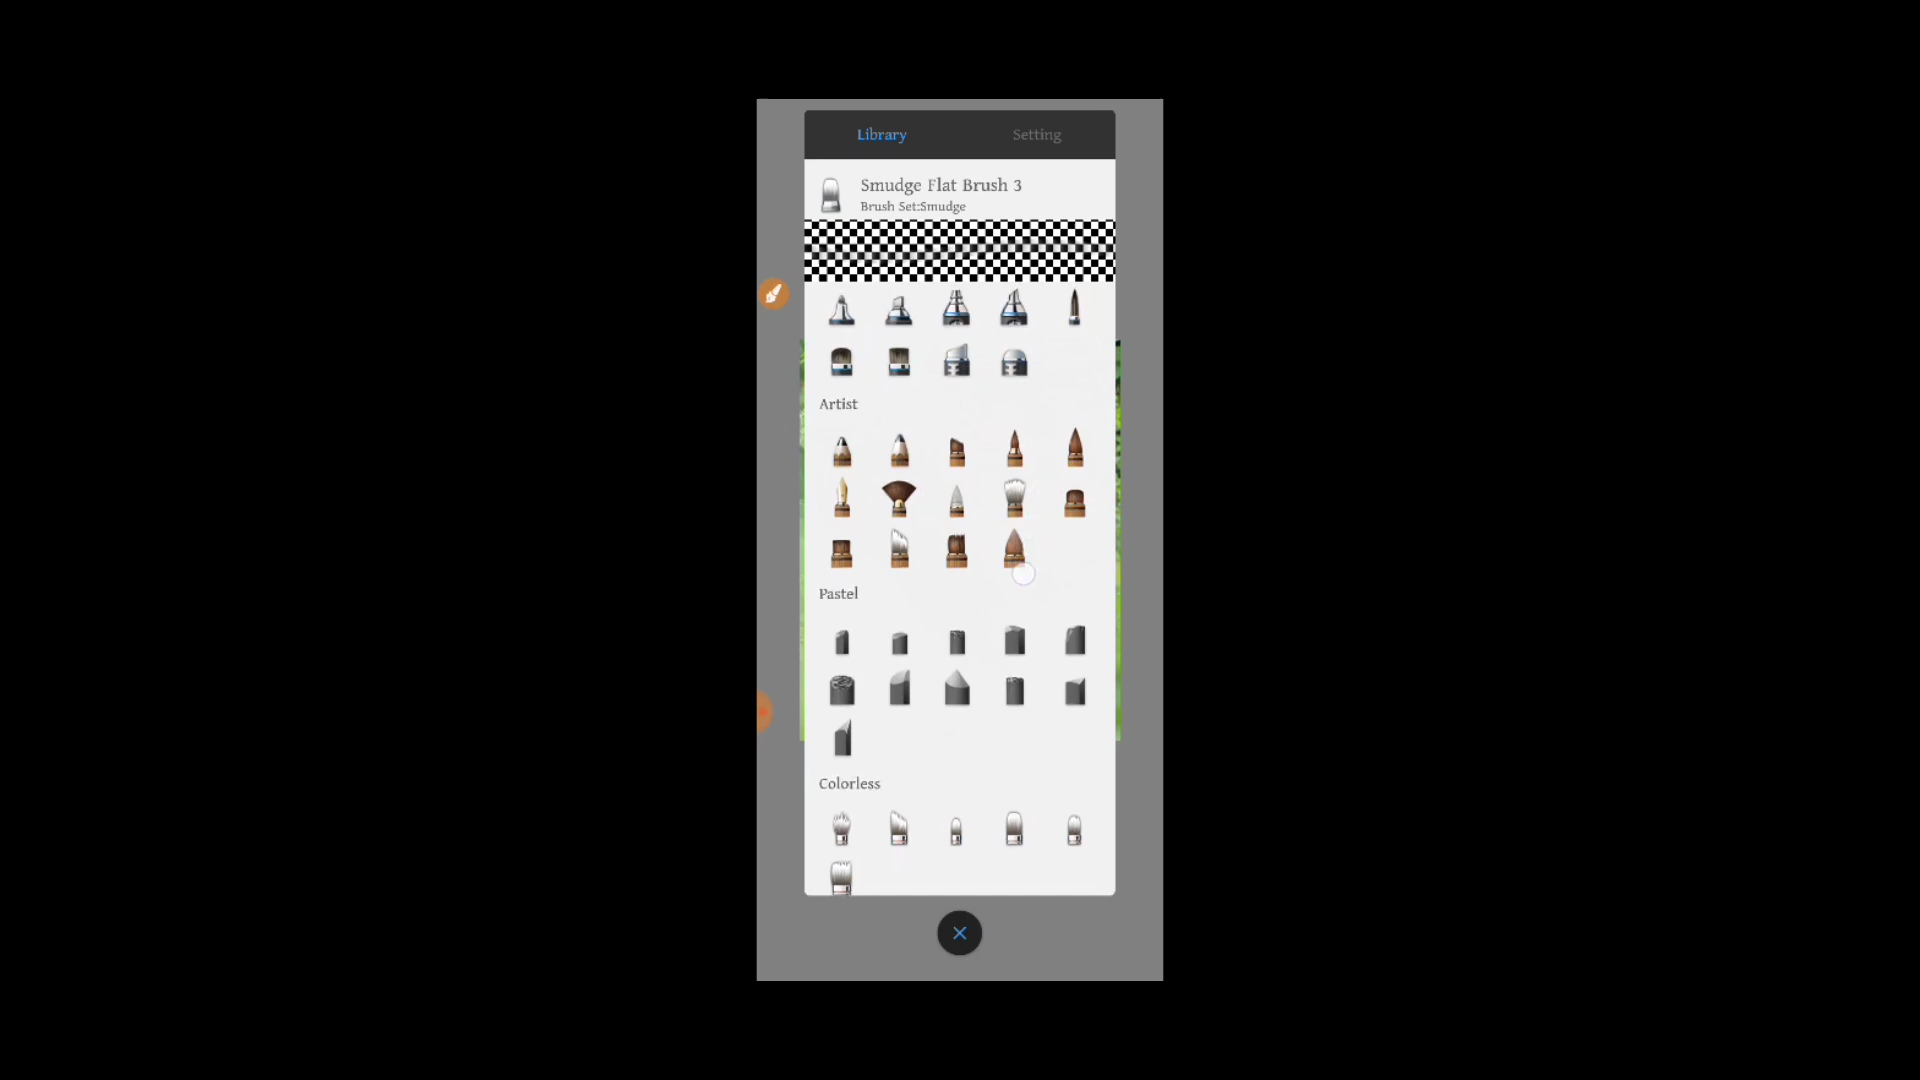 Library
Setting
Smudge Flat Brush 3
Brush Set:Smudge
Artist
Pastel
Colorless